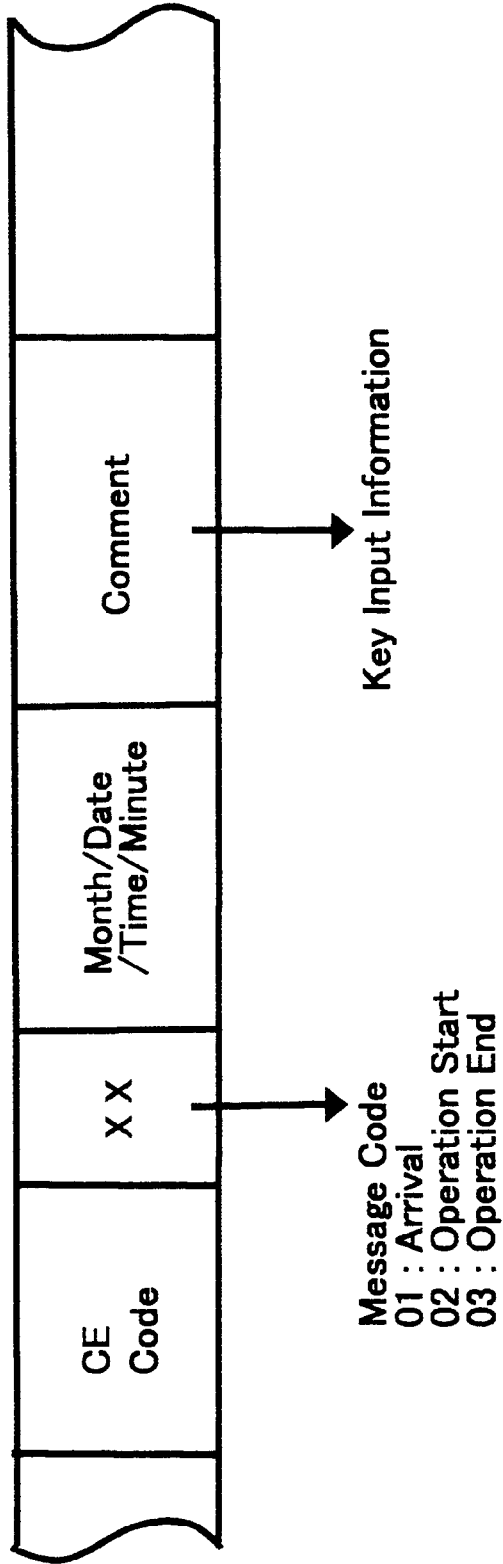 CE
Code
X X
Month/Date
/Time/Minute
Comment
Message Code
01 : Arrival
02 : Operation Start
03 : Operation End
Key Input Information